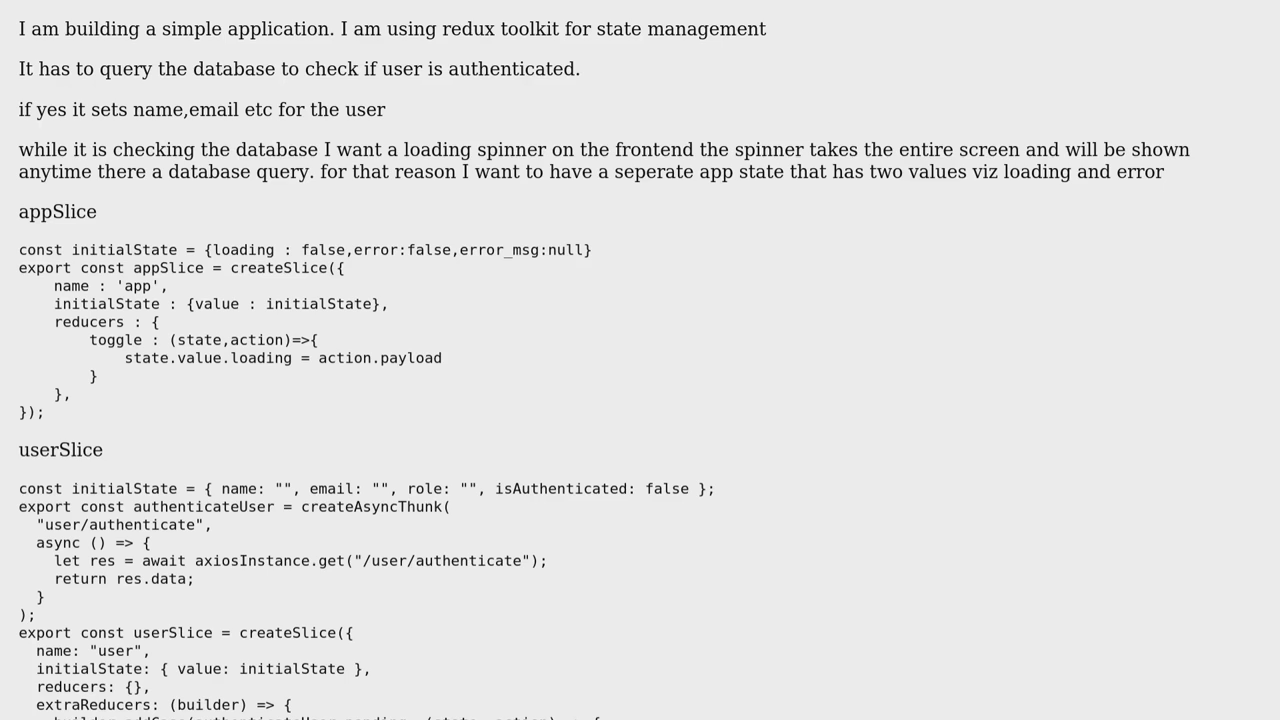 I am building a simple application. I am using redux toolkit for state management
It has to query the database to check if user is authenticated.
if yes it sets name,email etc for the user
while it is checking the database I want a loading spinner on the frontend the spinner takes the entire screen and will be shown
anytime there a database query. for that reason I want to have a seperate app state that has two values viz loading and error
appSlice
const initialState = {loading : false,error:false,error_msg:null}
export const appSlice = createSlice({
    name : 'app',
    initialState : {value : initialState},
    reducers : {
        toggle : (state,action)=>{
            state.value.loading = action.payload
        }
    },
});
userSlice
const initialState = { name: "", email: "", role: "", isAuthenticated: false };
export const authenticateUser = createAsyncThunk(
  "user/authenticate",
  async () => {
    let res = await axiosInstance.get("/user/authenticate");
    return res.data;
  }
);
export const userSlice = createSlice({
  name: "user",
  initialState: { value: initialState },
  reducers: {},
  extraReducers: (builder) => {